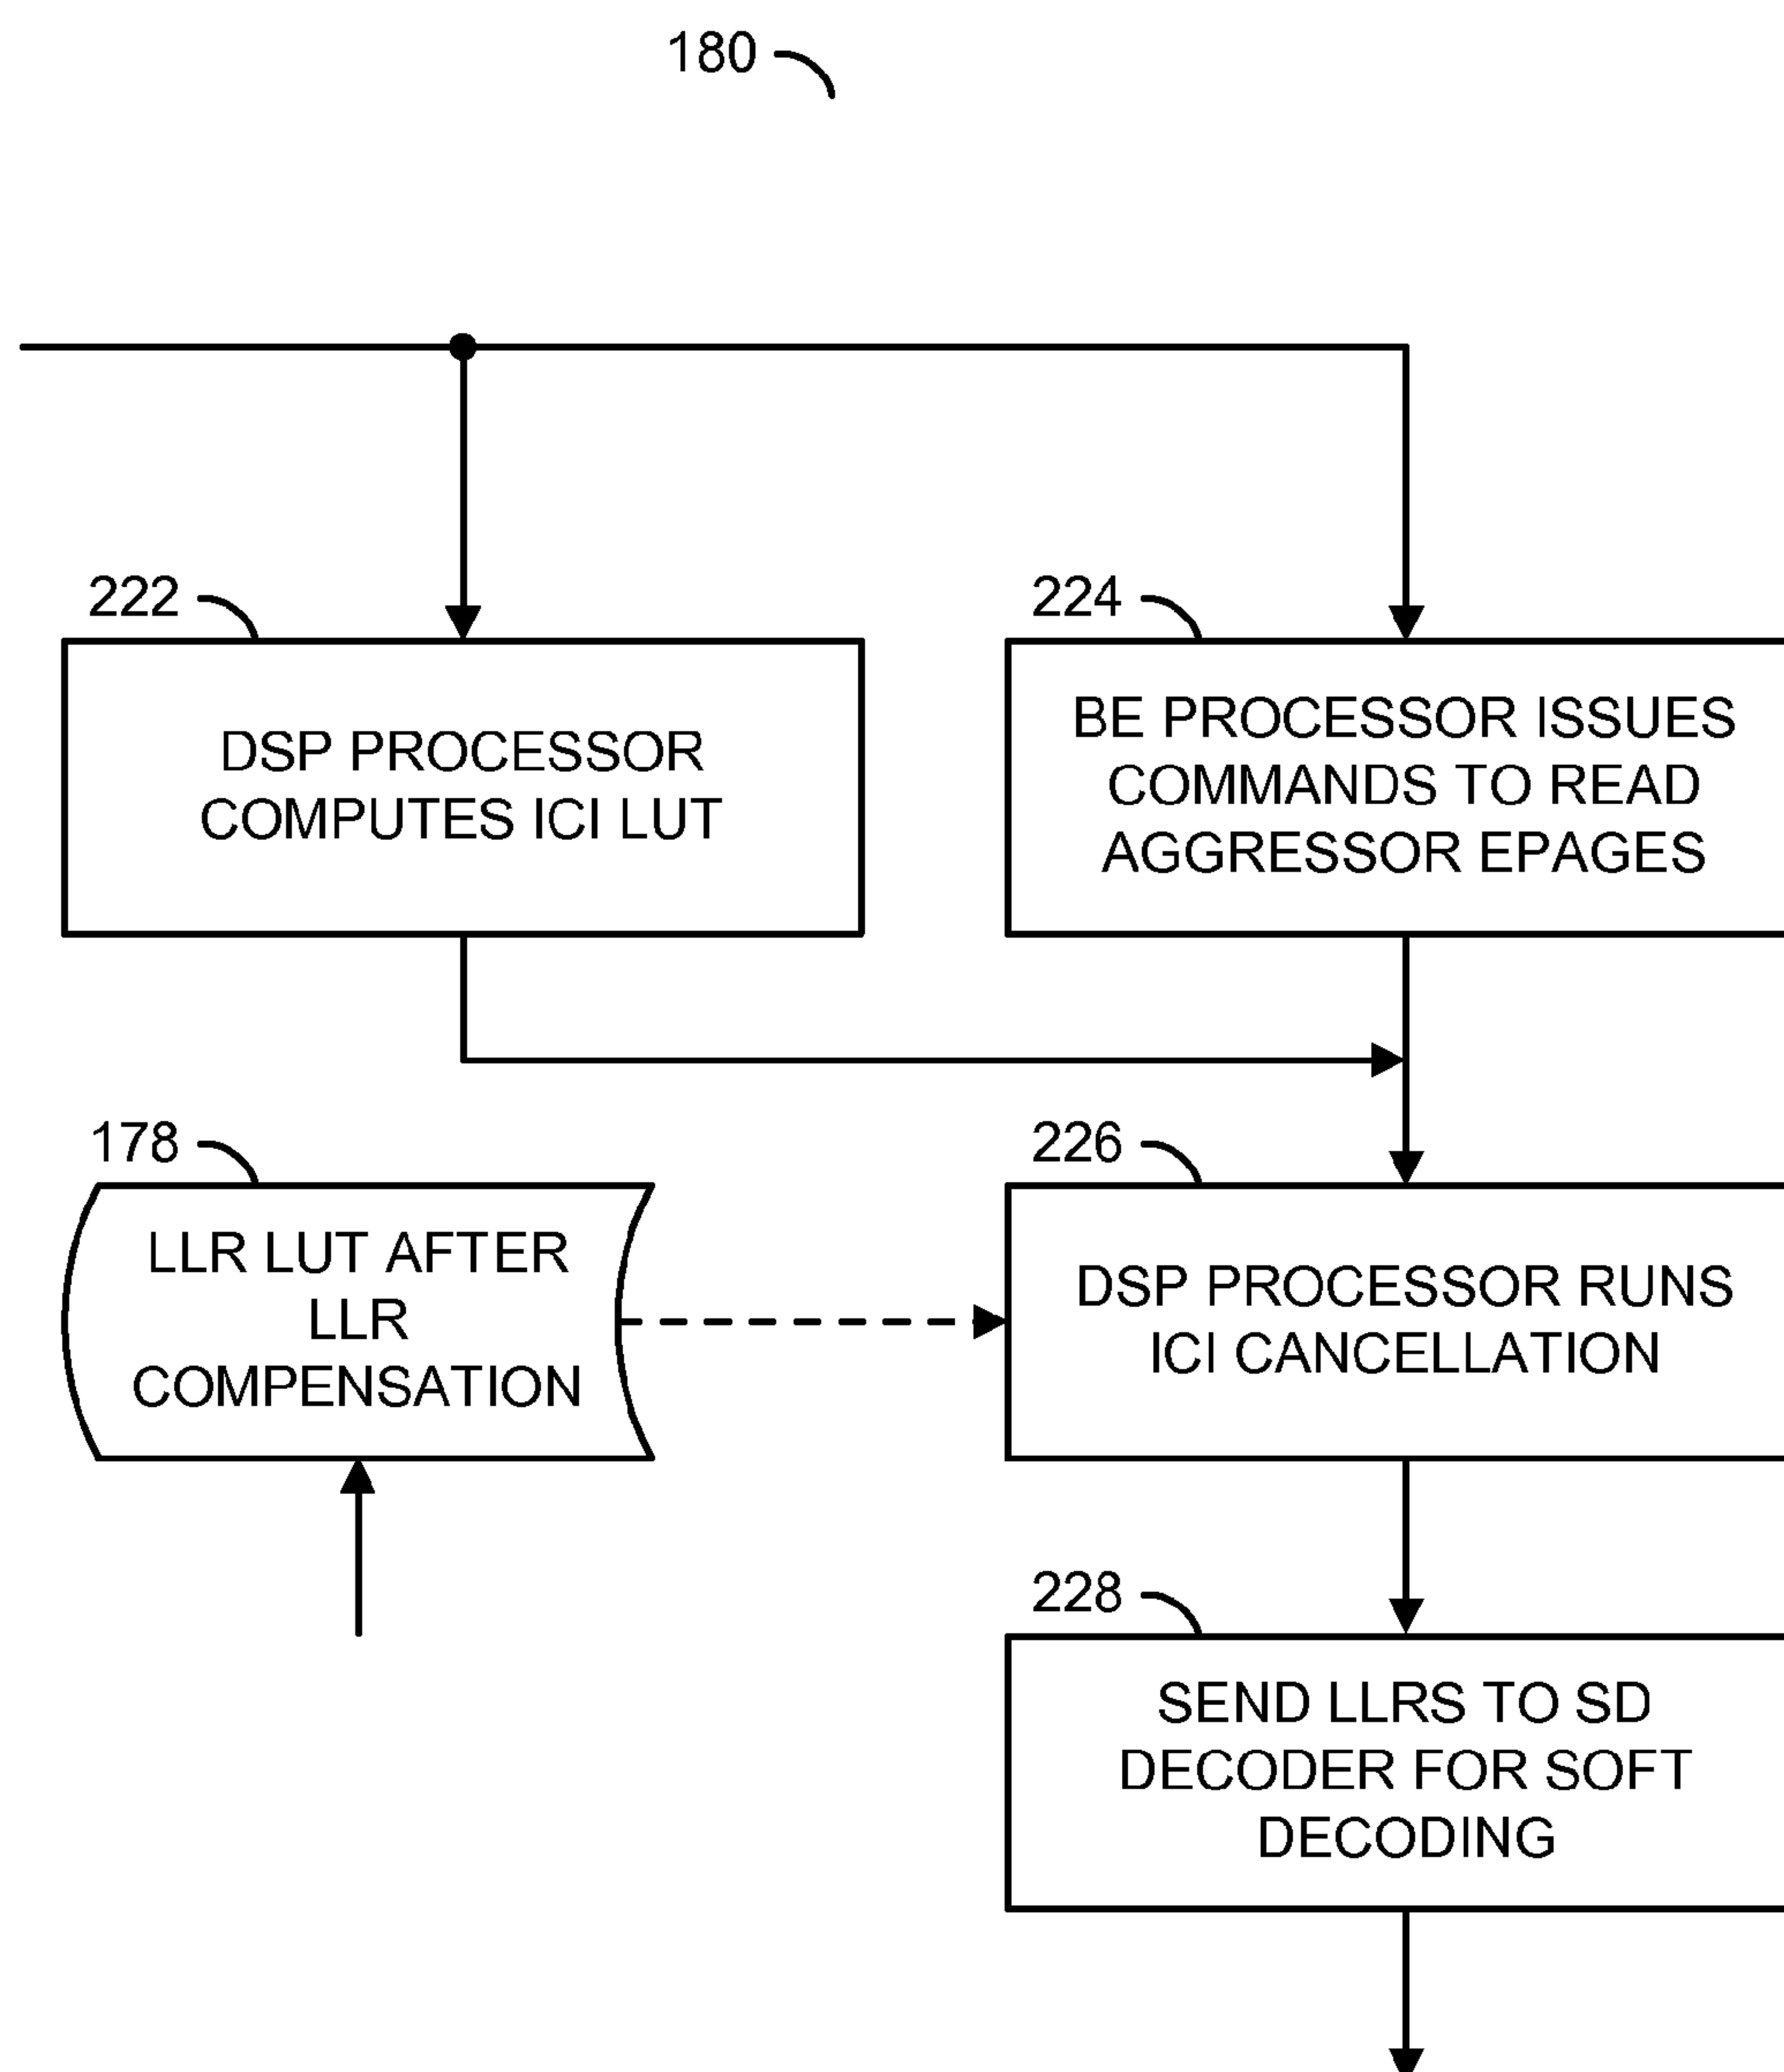 180
222
DSP PROCESSOR
COMPUTES ICI LUT
224
BE PROCESSOR ISSUES
COMMANDS TO READ
AGGRESSOR EPAGES
178
LLR LUT AFTER
LLR
COMPENSATION
226
DSP PROCESSOR RUNS
ICI CANCELLATION
228
SEND LLRS TO SD
DECODER FOR SOFT
DECODING